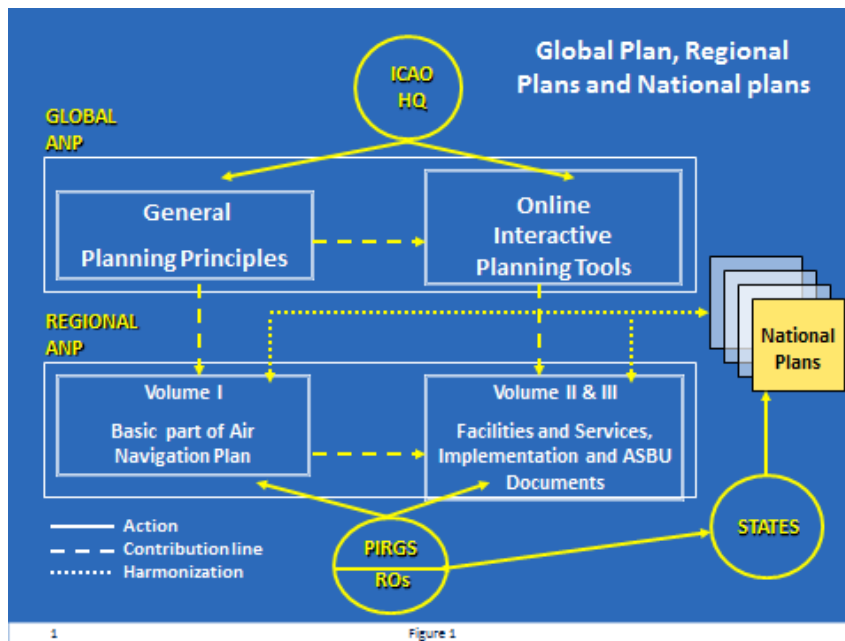 Global Plan, Regional
Plans and National plans
ICAO
HQ
GLOBAL
ANP
General
Planning Principles
Online
Interactive
Planning Tools
REGIONAL
ANP
National
Plans
Volume I
Basic part of Air
Navigation Plan
Volume II & III
Facilities and Services,
Implementation and ASBU
Documents
Action
Contribution line
Harmonization
PIRGS
ROs
STATES
1
Figure 1